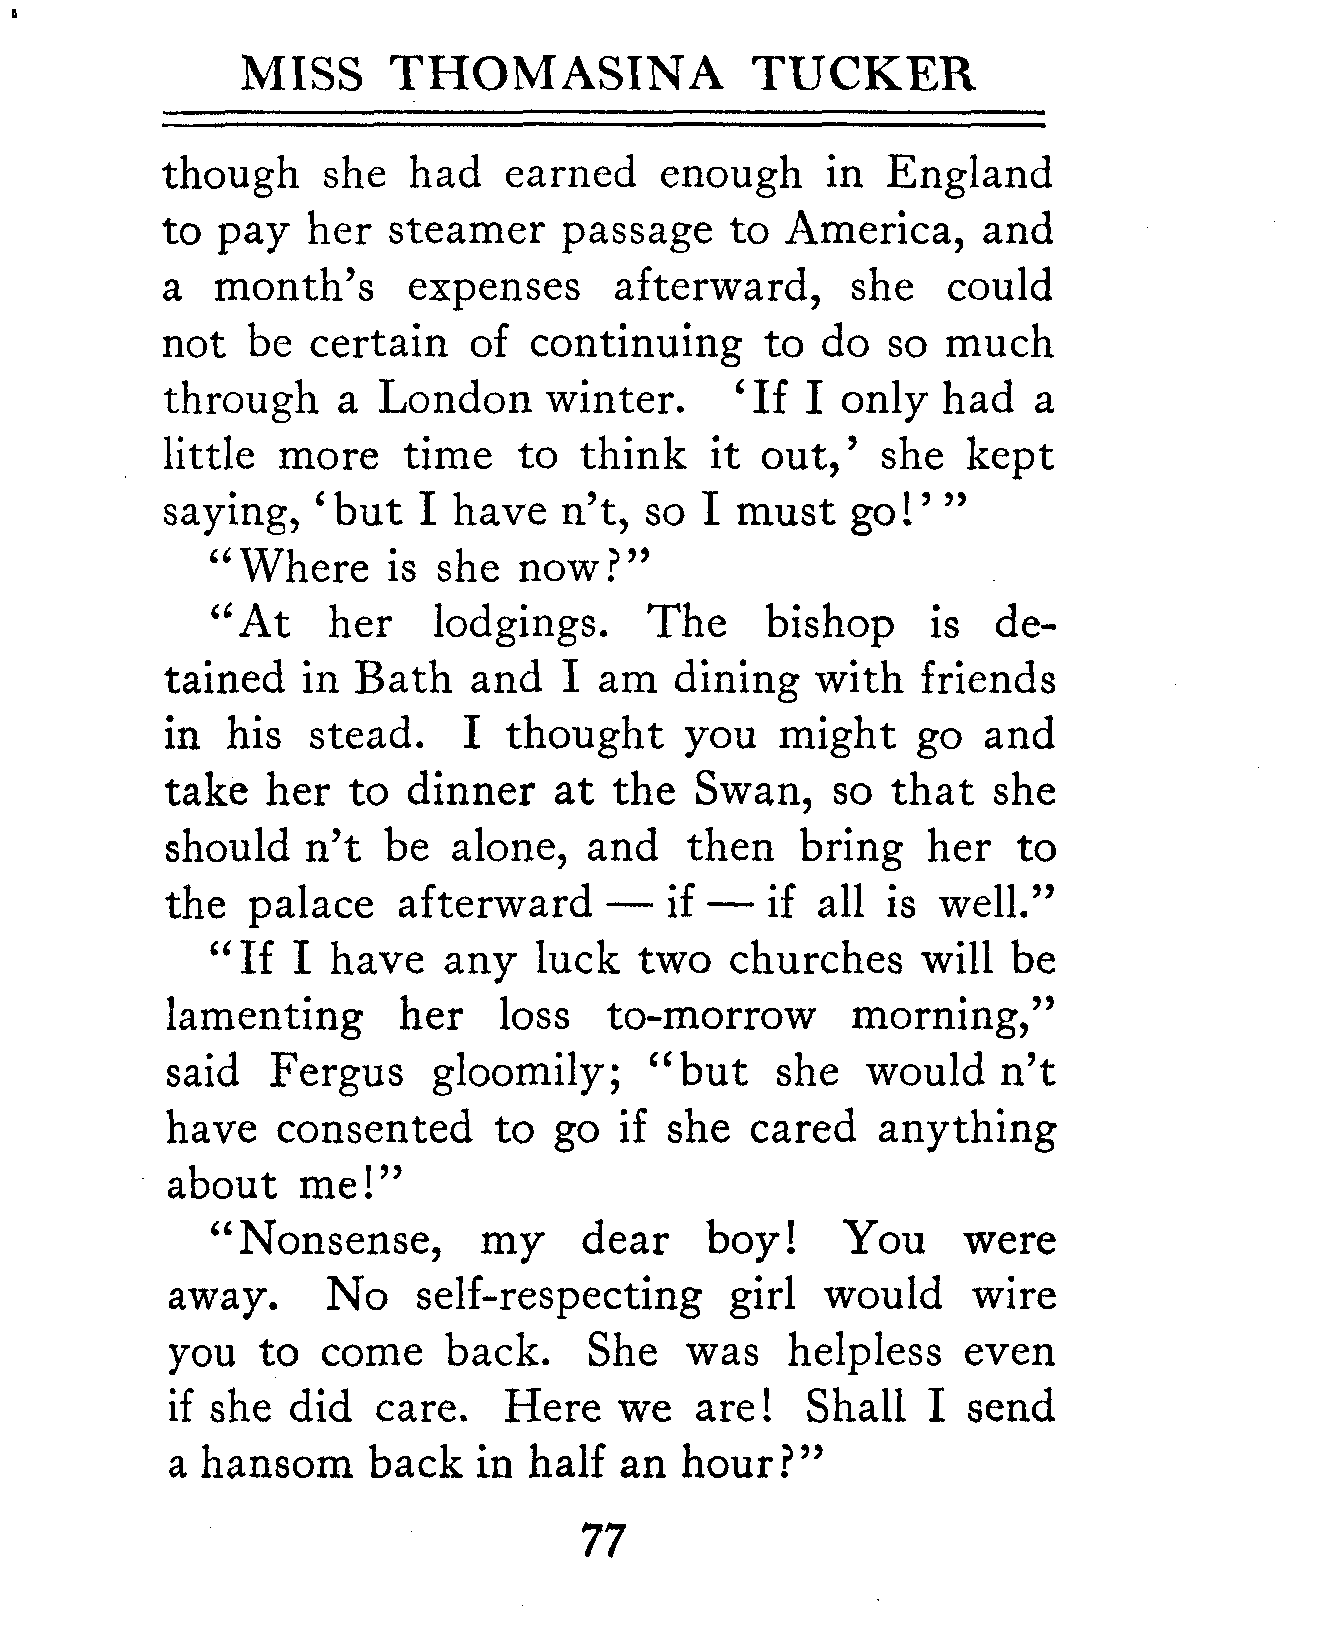 MISS THOMASINA TUCKER
though she had earned enough in England
to pay her steamer passage to America, and
a month's expenses afterward, she could
not be certain of continuing to do so much
through a London winter. 'If I only had a
little more time to think it out,' she kept
saying, 'but I have n't, so I must go!' "
"Where is she now?"
"At her lodgings. The bishop is de-
tained in Bath and I am dining with friends
in his stead. I thought you might go and
take her to dinner at the Swan, so that she
should n't be alone, and then bring her to
the palace afterward — if — if all is well."
"If I have any luck two churches will be
lamenting her loss to-morrow morning,"
said Fergus gloomily; "but she would n't
have consented to go if she cared anything
about me!"
"Nonsense, my dear boy! You were
away. No self-respecting girl would wire
you to come back. She was helpless even
if she did care. Here we are! Shall I send
a hansom back in half an hour?"
77